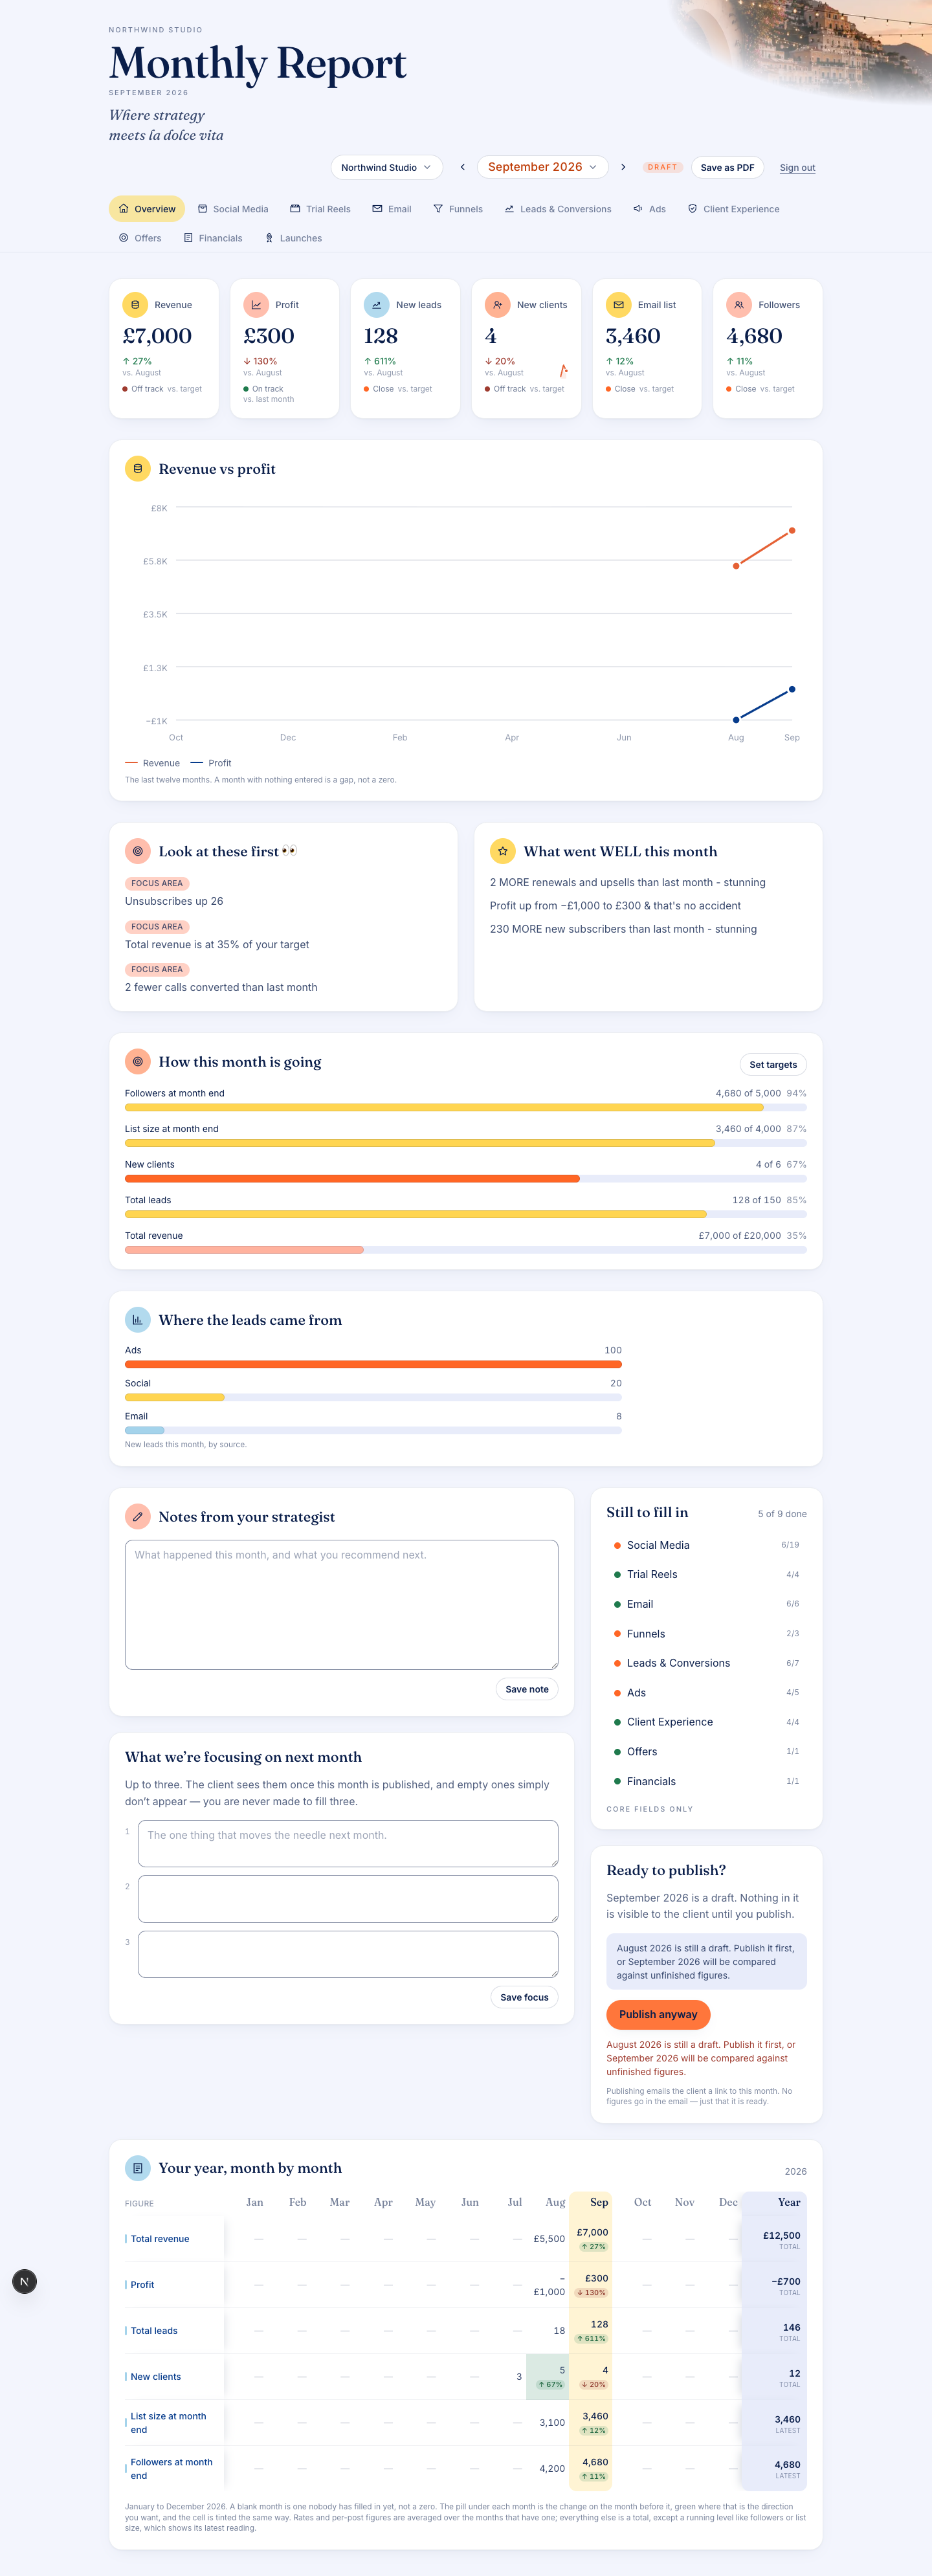 NORTHWIND STUDIO
Monthly Report
SEPTEMBER 2026
Where strategy
meets la dolce vita
Northwind Studio
September 2026
DRAFT
Save as PDF
Sign out
Overview
Social Media
Trial Reels
Email
Funnels
Leads & Conversions
Ads
Client Experience
Offers
Financials
Launches
Revenue
£7,000
↑ 27%
vs. August
Off track vs. target
Profit
£300
↓ 130%
vs. August
On track
vs. last month
New leads
128
↑ 611%
vs. August
Close vs. target
New clients
4
↓ 20%
vs. August
Off track vs. target
Email list
3,460
↑ 12%
vs. August
Close vs. target
Followers
4,680
↑ 11%
vs. August
Close vs. target
Revenue vs profit
£8K
£5.8K
£3.5K
£1.3K
−£1K
Oct Dec Feb Apr Jun Aug Sep
Revenue Profit
The last twelve months. A month with nothing entered is a gap, not a zero.
Look at these first 👀
FOCUS AREA
Unsubscribes up 26
FOCUS AREA
Total revenue is at 35% of your target
FOCUS AREA
2 fewer calls converted than last month
What went WELL this month
2 MORE renewals and upsells than last month - stunning
Profit up from −£1,000 to £300 & that's no accident
230 MORE new subscribers than last month - stunning
How this month is going
Set targets
Followers at month end 4,680 of 5,000 94%
List size at month end 3,460 of 4,000 87%
New clients 4 of 6 67%
Total leads 128 of 150 85%
Total revenue £7,000 of £20,000 35%
Where the leads came from
Ads 100
Social 20
Email 8
New leads this month, by source.
Notes from your strategist
What happened this month, and what you recommend next.
Save note
What we're focusing on next month
Up to three. The client sees them once this month is published, and empty ones simply
don't appear — you are never made to fill three.
1
The one thing that moves the needle next month.
2
3
Save focus
Still to fill in
5 of 9 done
Social Media 6/19
Trial Reels 4/4
Email 6/6
Funnels 2/3
Leads & Conversions 6/7
Ads 4/5
Client Experience 4/4
Offers 1/1
Financials 1/1
CORE FIELDS ONLY
Ready to publish?
September 2026 is a draft. Nothing in it
is visible to the client until you publish.
August 2026 is still a draft. Publish it first,
or September 2026 will be compared
against unfinished figures.
Publish anyway
August 2026 is still a draft. Publish it first, or
September 2026 will be compared against
unfinished figures.
Publishing emails the client a link to this month. No
figures go in the email — just that it is ready.
Your year, month by month
2026
FIGURE Jan Feb Mar Apr May Jun Jul Aug Sep Oct Nov Dec Year
Total revenue — — — — — — — £5,500 £7,000 ↑ 27% — — — £12,500 TOTAL
Profit — — — — — — — −£1,000 £300 ↓ 130% — — — −£700 TOTAL
Total leads — — — — — — — 18 128 ↑ 611% — — — 146 TOTAL
New clients — — — — — — 3 5 ↑ 67% 4 ↓ 20% — — — 12 TOTAL
List size at month end — — — — — — — 3,100 3,460 ↑ 12% — — — 3,460 LATEST
Followers at month end — — — — — — — 4,200 4,680 ↑ 11% — — — 4,680 LATEST
January to December 2026. A blank month is one nobody has filled in yet, not a zero. The pill under each month is the change on the month before it, green where that is the direction
you want, and the cell is tinted the same way. Rates and per-post figures are averaged over the months that have one; everything else is a total, except a running level like followers or list
size, which shows its latest reading.
N